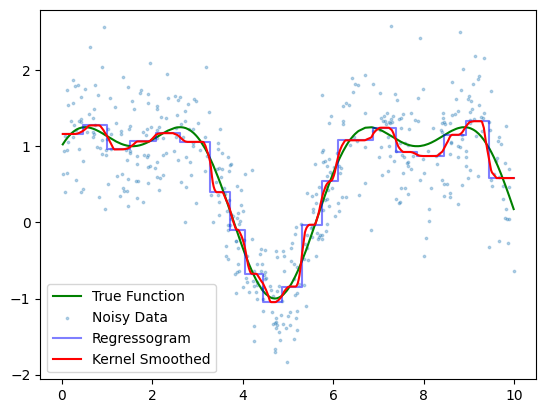 2
1
0
−1
−2
True Function
Noisy Data
Regressogram
Kernel Smoothed
0 2 4 6 8 10